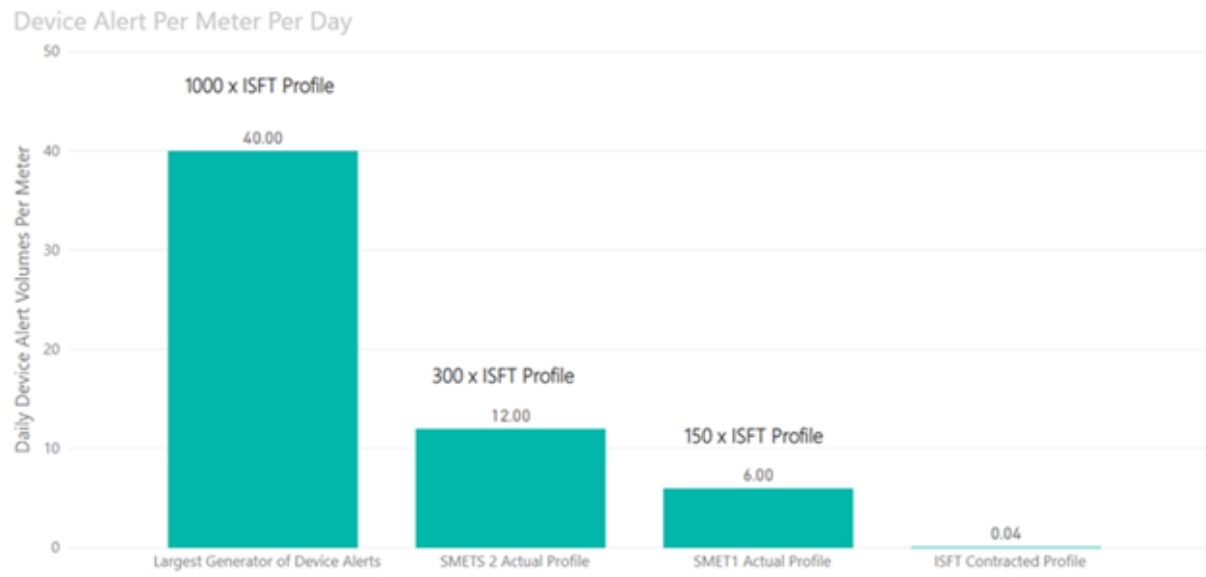 Device Alert Per Meter Per Day
Daily Device Alert Volumes Per Meter
50
40
30
20
10
0
1000 x ISFT Profile
40.00
300 x ISFT Profile
12.00
150 x ISFT Profile
6.00
0.04
Largest Generator of Device Alerts
SMETS 2 Actual Profile
SMET1 Actual Profile
ISFT Contracted Profile